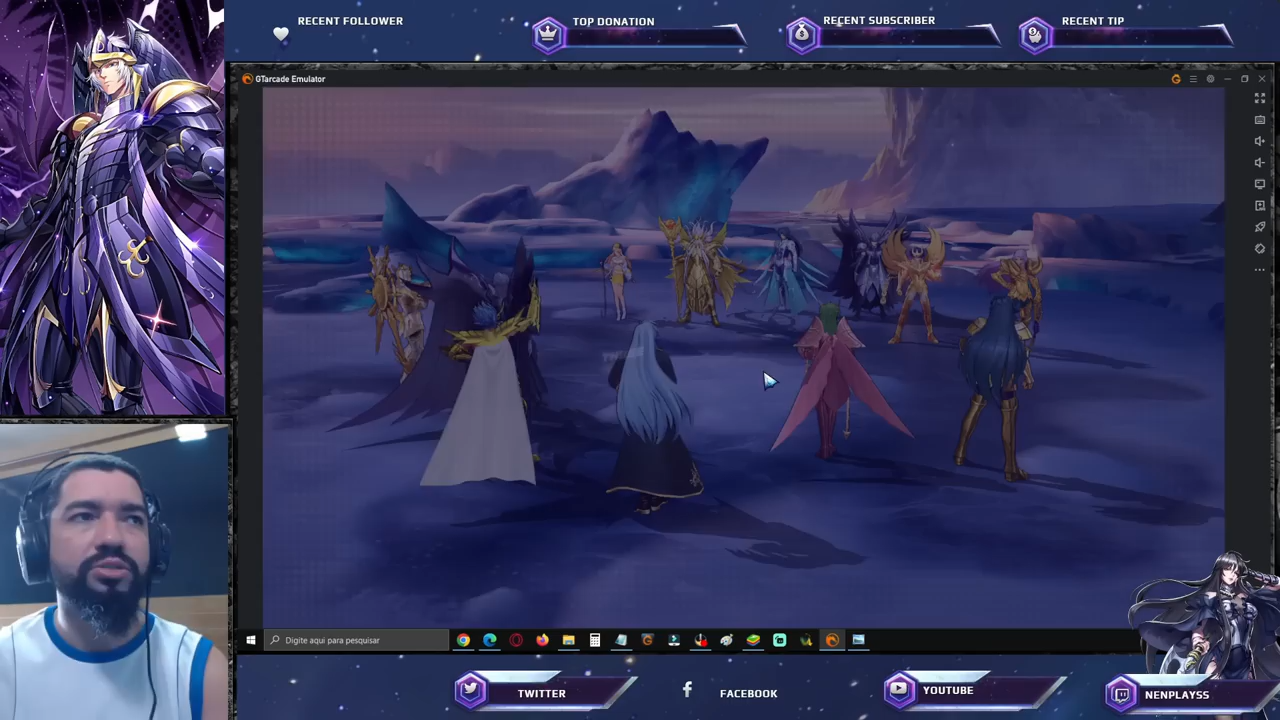 RECENT FOLLOWER
TOP DONATION
RECENT SUBSCRIBER
RECENT TIP
GTarcade Emulator
Digite aqui para pesquisar
TWITTER
FACEBOOK
YOUTUBE
NENPLAYSS